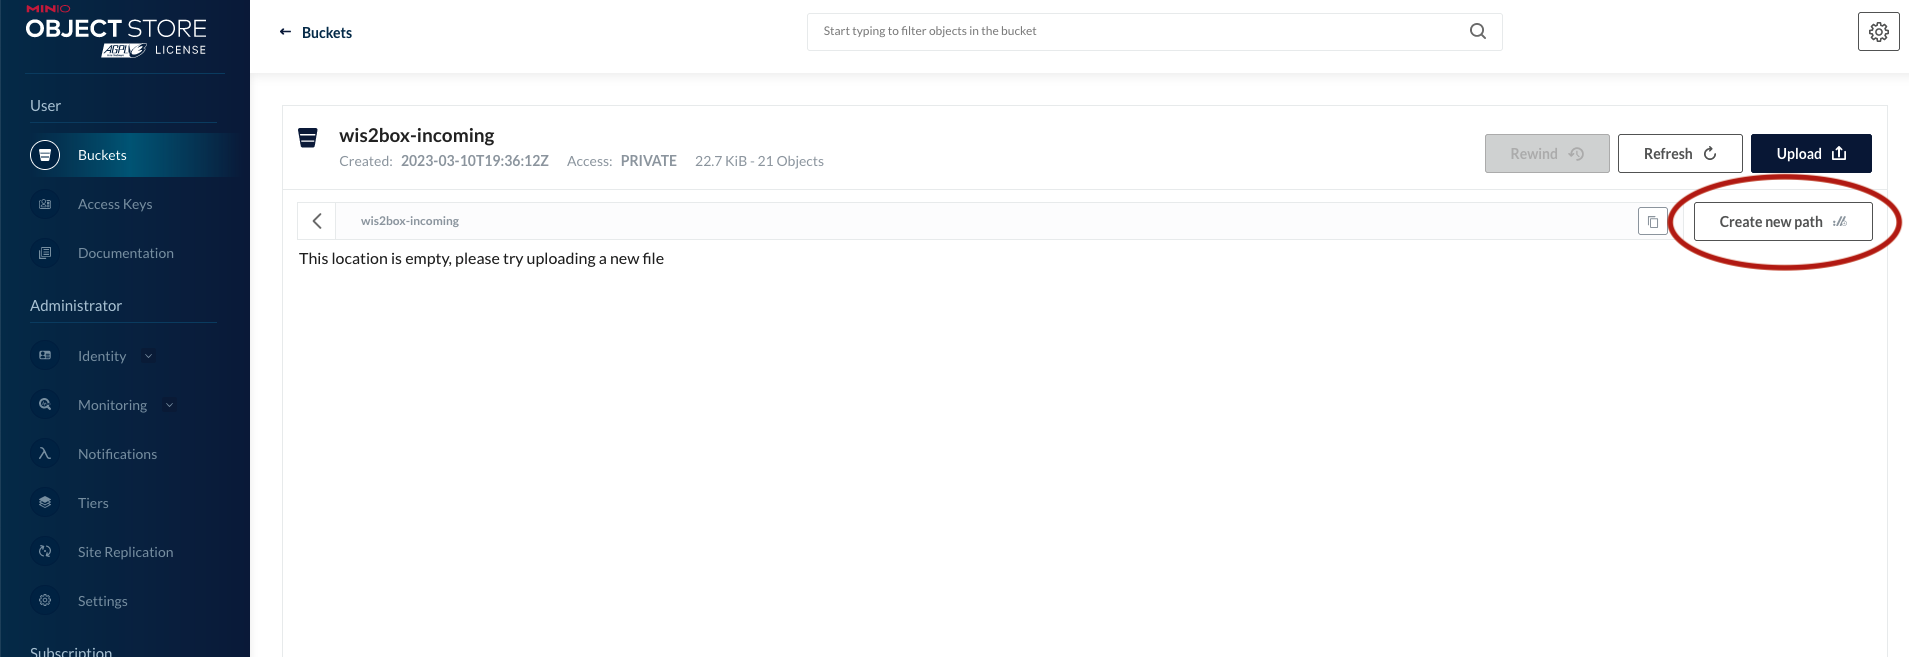 MINIO
OBJECT STORE
AGPL LICENSE
User
Buckets
Access Keys
Documentation
Administrator
Identity
Monitoring
Notifications
Tiers
Site Replication
Settings
Subscription
Buckets
Start typing to filter objects in the bucket
wis2box-incoming
Created: 2023-03-10T19:36:12Z Access: PRIVATE 22.7 KiB - 21 Objects
Rewind
Refresh
Upload
wis2box-incoming
Create new path
This location is empty, please try uploading a new file